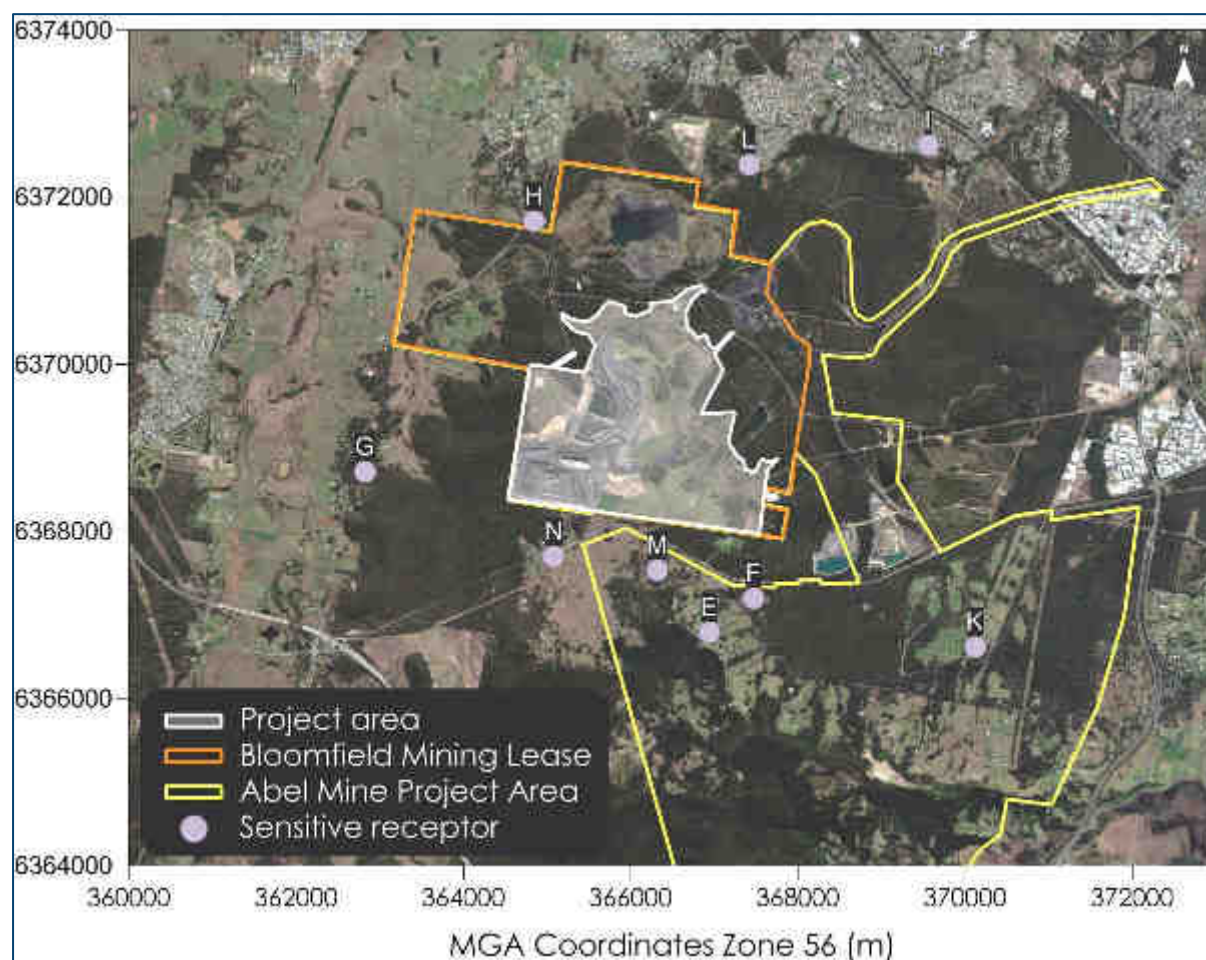 6374000
N
L
I
6372000
H
6370000
G
6368000
N
M
F
E
K
6366000
Project area
Bloomfield Mining Lease
Abel Mine Project Area
Sensitive receptor
6364000
360000
362000
364000
366000
368000
370000
372000
MGA Coordinates Zone 56 (m)